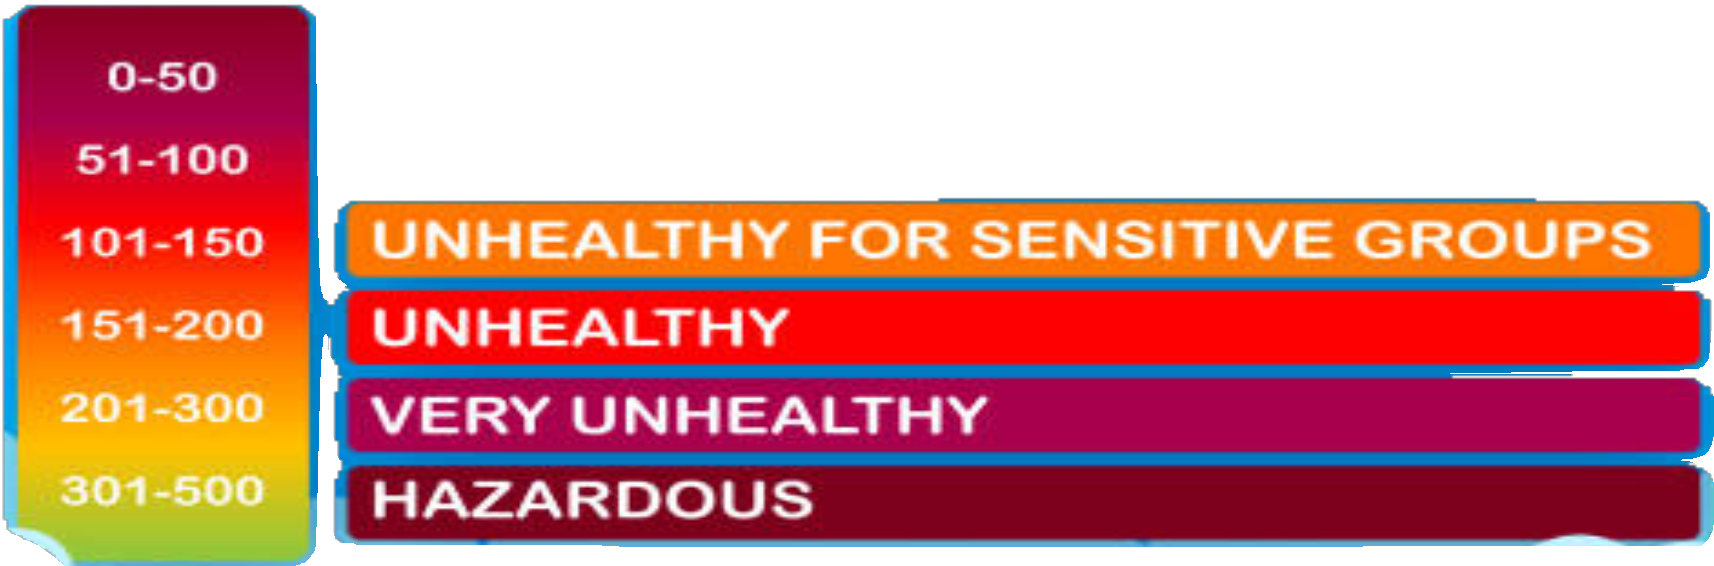 0-50
51-100
101-150 UNHEALTHY FOR SENSITIVE GROUPS
151-200 UNHEALTHY
201-300 VERY UNHEALTHY
301-500 HAZARDOUS